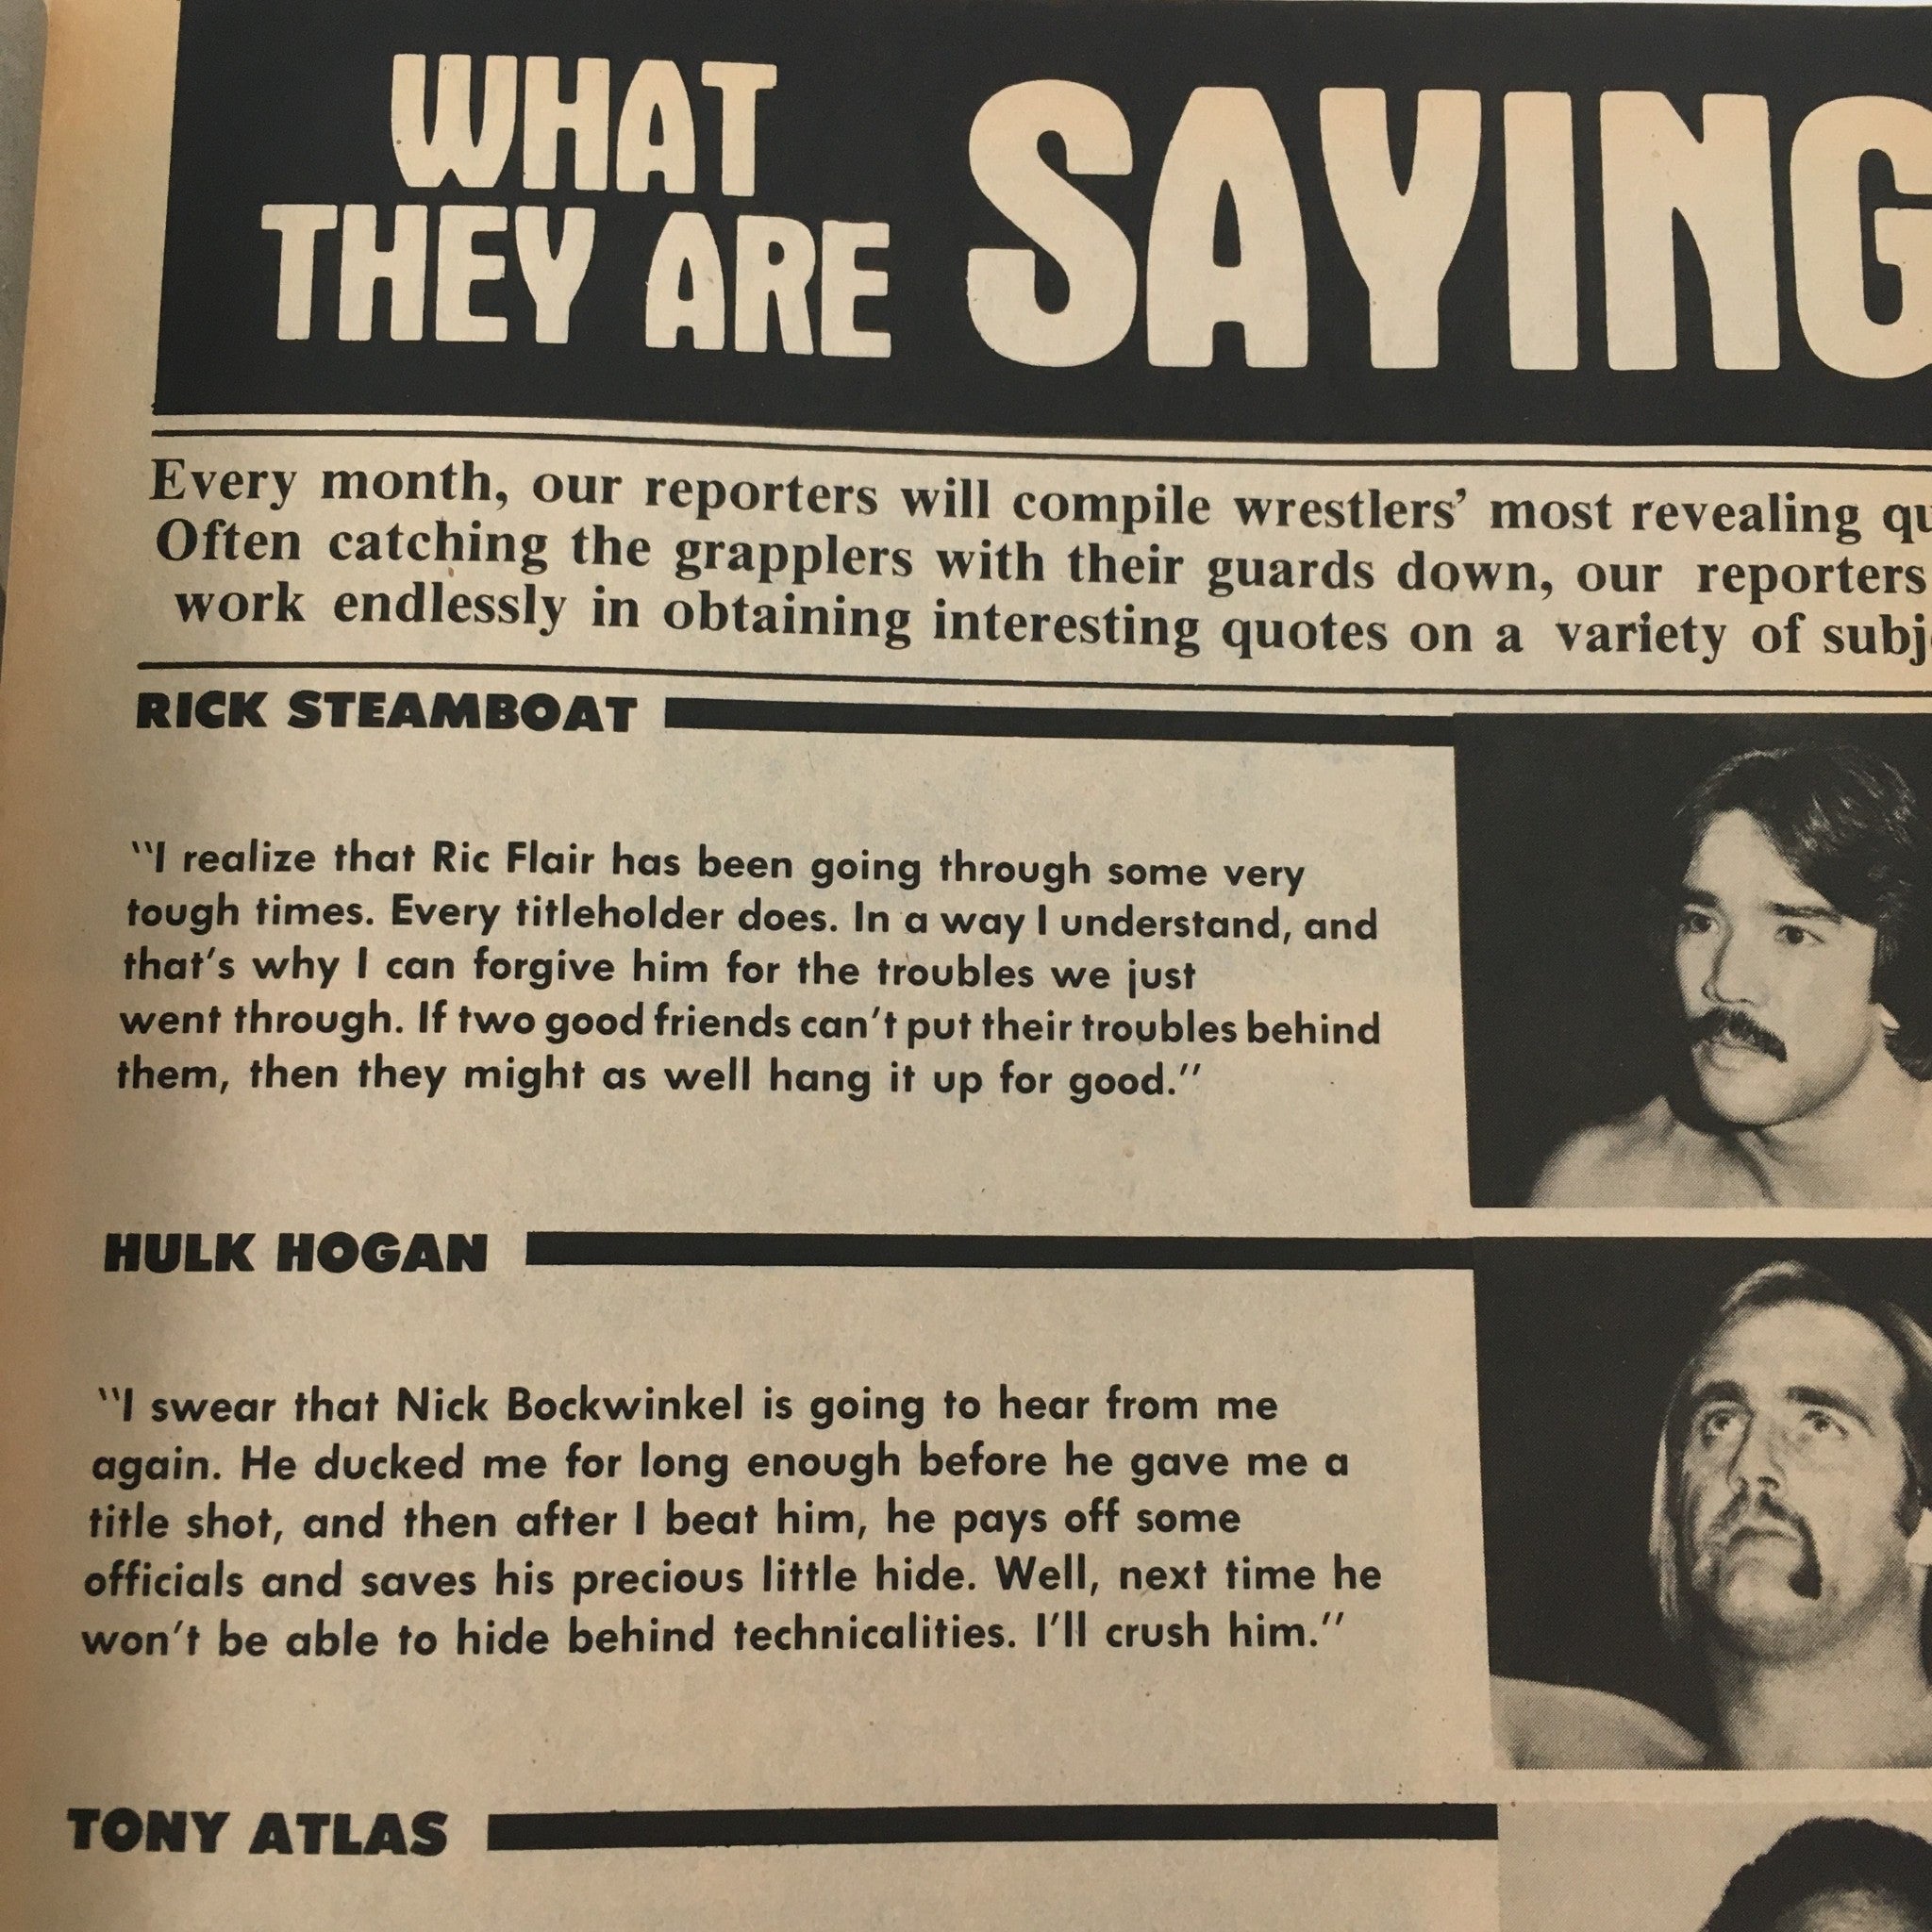 WHAT
THEY ARE SAYING
Every month, our reporters will compile wrestlers' most revealing
Often catching the grapplers with their guards down, our reporters
work endlessly in obtaining interesting quotes on a variety of
RICK STEAMBOAT
"I realize that Ric Flair has been going through some very
tough times. Every titleholder does. In a way I understand, and
that's why I can forgive him for the troubles we just
went through. If two good friends can't put their troubles behind
them, then they might as well hang it up for good."
HULK HOGAN
"I swear that Nick Bockwinkel is going to hear from me
again. He ducked me for long enough before he gave me a
title shot, and then after I beat him, he pays off some
officials and saves his precious little hide. Well, next time he
won't be able to hide behind technicalities. I'll crush him."
TONY ATLAS